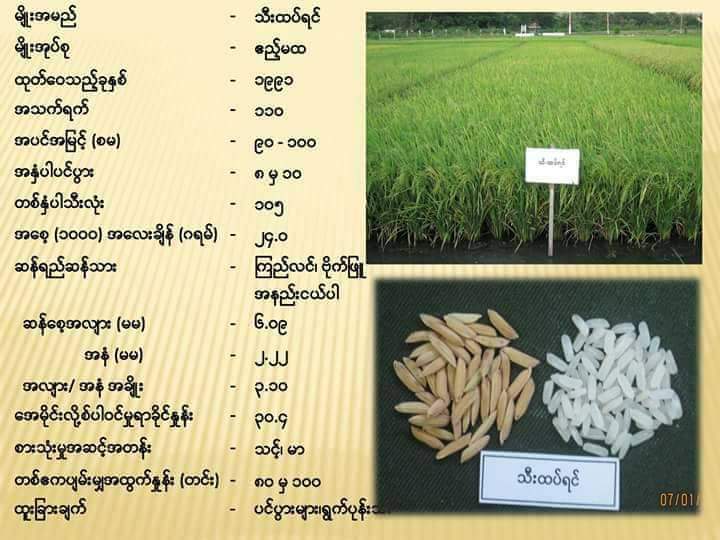 မျိုးအမည် - သီးထပ်ရင်
မျိုးအုပ်စု - ဧည့်မထ
ထုတ်ဝေသည့်ခုနှစ် - ၁၉၉၁
အသက်ရက် - ၁၁၀
အပင်အမြင့် (စမ) - ၉၀ - ၁၀၀
အနှံပါပင်ပွား - ၈ မှ ၁၀
တစ်နှံပါသီးလုံး - ၁၀၅
အစေ့ (၁၀၀၀) အလေးချိန် (ဂရမ်) - ၂၄.၀
ဆန်ရည်ဆန်သား - ကြည်လင်၊ ဗိုက်ဖြူ
အနည်းငယ်ပါ
ဆန်စေ့အလျား (မမ) - ၆.၀၉
အနံ (မမ) - ၂.၂၂
အလျား/ အနံ အချိုး - ၃.၁၀
အေမိုင်းလို့စ်ပါဝင်မှုရာခိုင်နှုန်း - ၃၀.၄
စားသုံးမှုအဆင့်အတန်း - သင့်၊ မာ
တစ်ဧကပျမ်းမျှအထွက်နှုန်း (တင်း) - ၈၀ မှ ၁၀၀
ထူးခြားချက် - ပင်ပွားများ၊ရွက်ပုန်း
သီးထပ်ရင်
သီးထပ်ရင်
07/01/